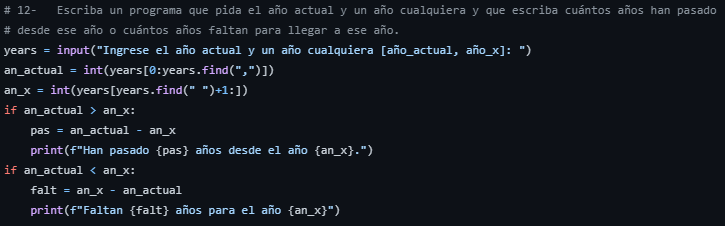 # 12-   Escriba un programa que pida el año actual y un año cualquiera y que escriba cuántos años han pasado
# desde ese año o cuántos años faltan para llegar a ese año.
years = input("Ingrese el año actual y un año cualquiera [año_actual, año_x]: ")
an_actual = int(years[0:years.find(",")])
an_x = int(years[years.find(" ")+1:])
if an_actual > an_x:
    pas = an_actual - an_x
    print(f"Han pasado {pas} años desde el año {an_x}.")
if an_actual < an_x:
    falt = an_x - an_actual
    print(f"Faltan {falt} años para el año {an_x}")